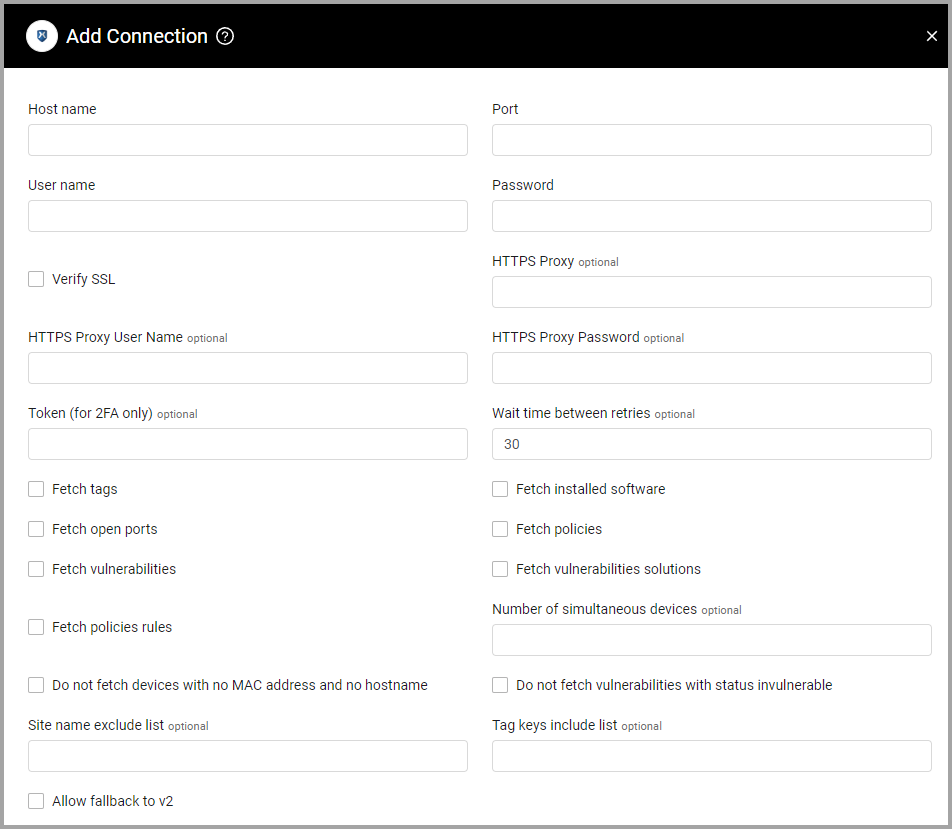 Add Connection ?
Host name
Port
User name
Password
Verify SSL
HTTPS Proxy optional
HTTPS Proxy User Name optional
HTTPS Proxy Password optional
Token (for 2FA only) optional
Wait time between retries optional
30
Fetch tags
Fetch installed software
Fetch open ports
Fetch policies
Fetch vulnerabilities
Fetch vulnerabilities solutions
Fetch policies rules
Number of simultaneous devices optional
Do not fetch devices with no MAC address and no hostname
Do not fetch vulnerabilities with status invulnerable
Site name exclude list optional
Tag keys include list optional
Allow fallback to v2